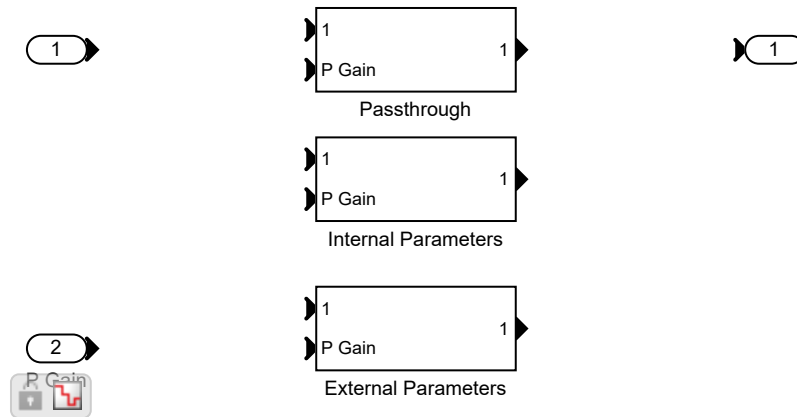 1
1
P Gain
1
1
Passthrough
1
P Gain
1
Internal Parameters
2
P Gain
1
P Gain
1
External Parameters